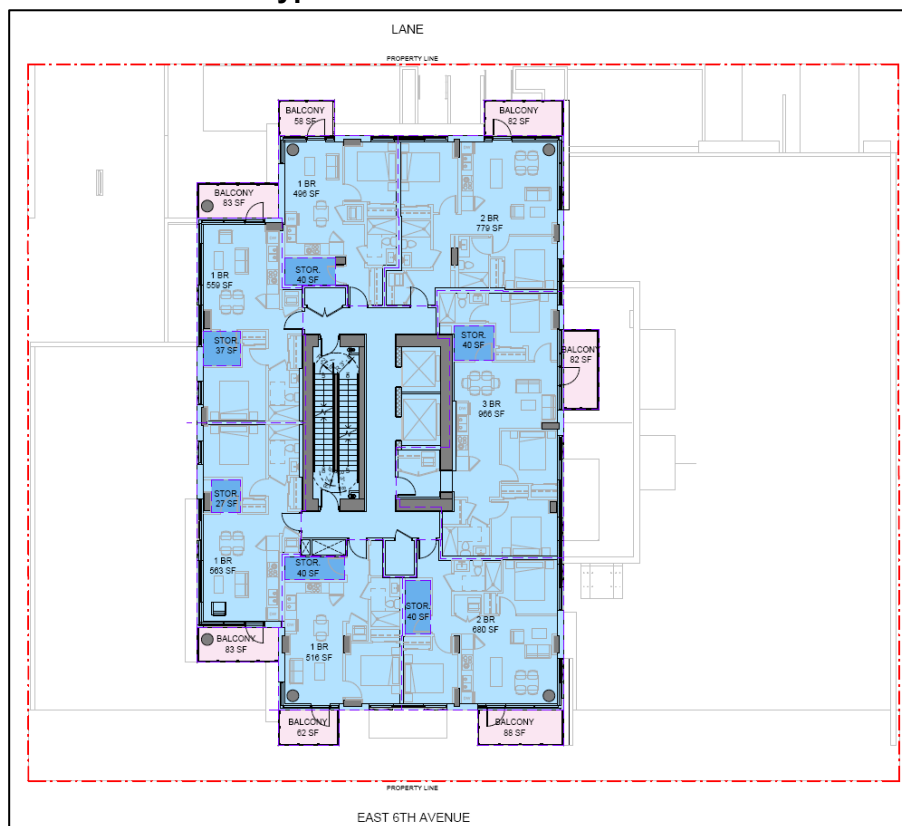 LANE
PROPERTY LINE
BALCONY
58 SF
BALCONY
82 SF
1 BR
496 SF
BALCONY
83 SF
2 BR
779 SF
STOR.
40 SF
1 BR
559 SF
STOR.
37 SF
STOR.
40 SF
BALCONY
82 SF
3 BR
966 SF
STOR.
27 SF
1 BR
563 SF
STOR.
40 SF
STOR.
40 SF
2 BR
680 SF
1 BR
516 SF
BALCONY
83 SF
BALCONY
62 SF
BALCONY
88 SF
PROPERTY LINE
EAST 6TH AVENUE